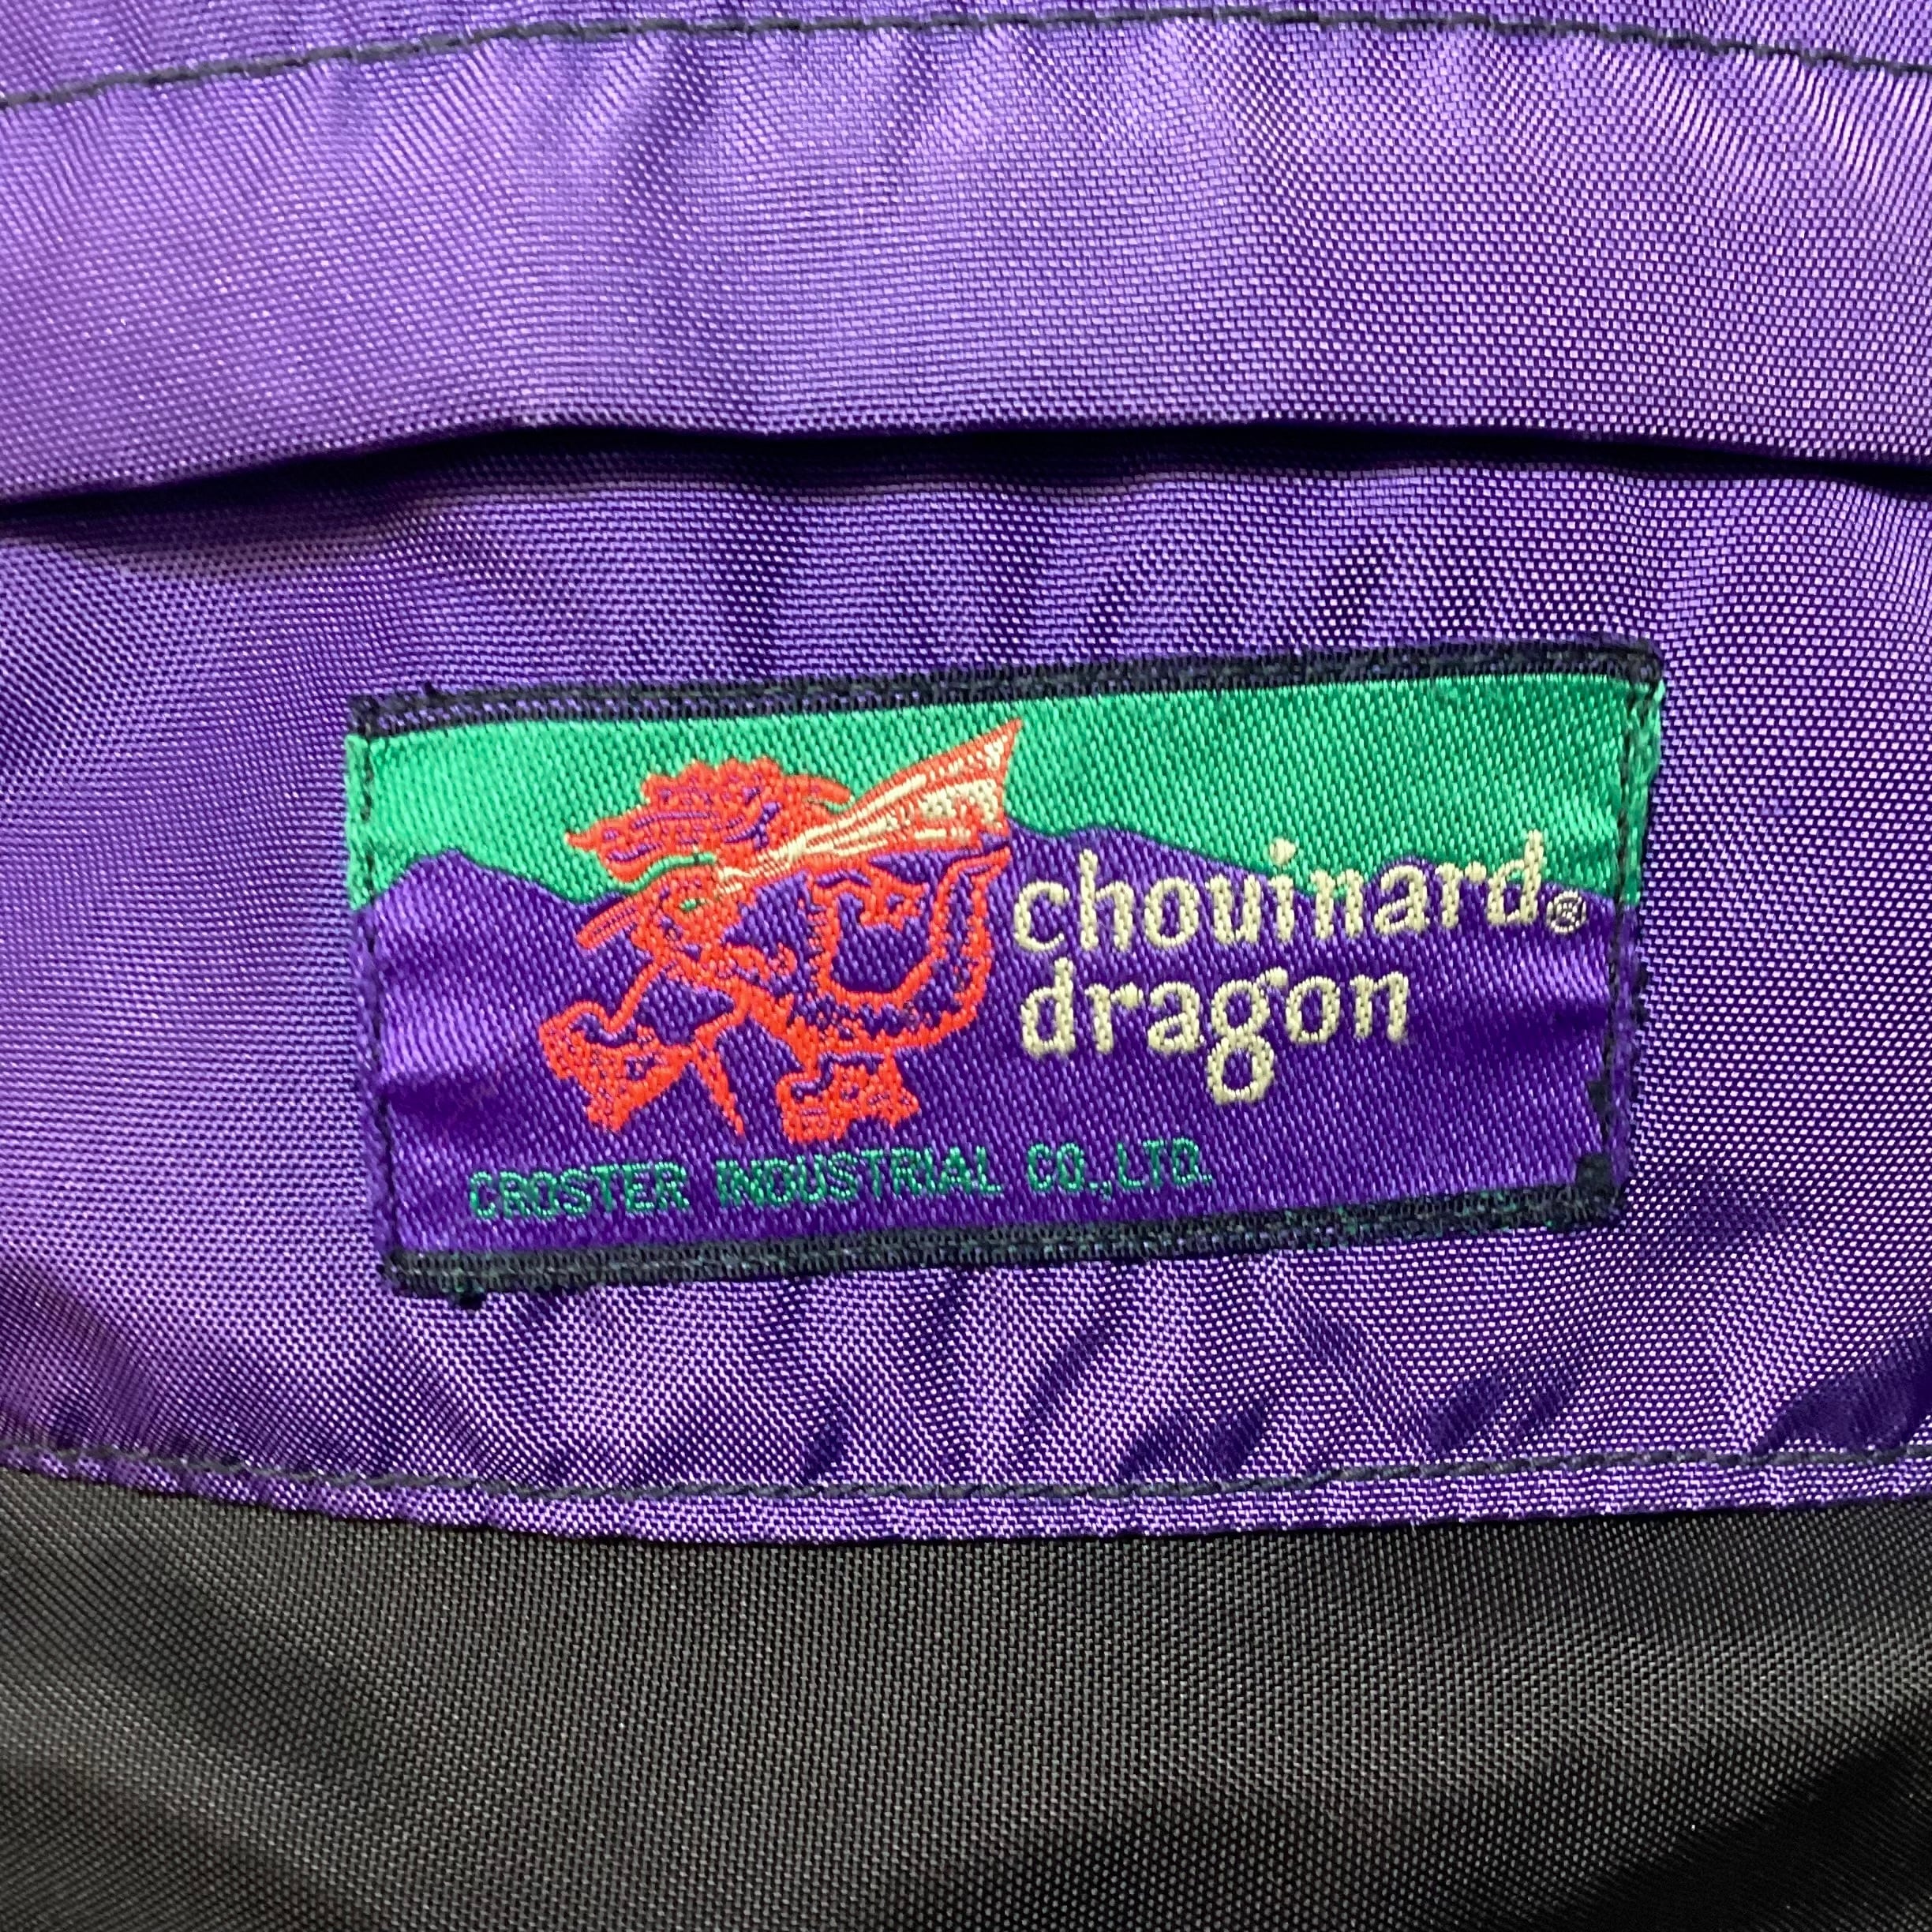 chouinard®
dragon
CROSTER INDUSTRIAL CO.,LTD.